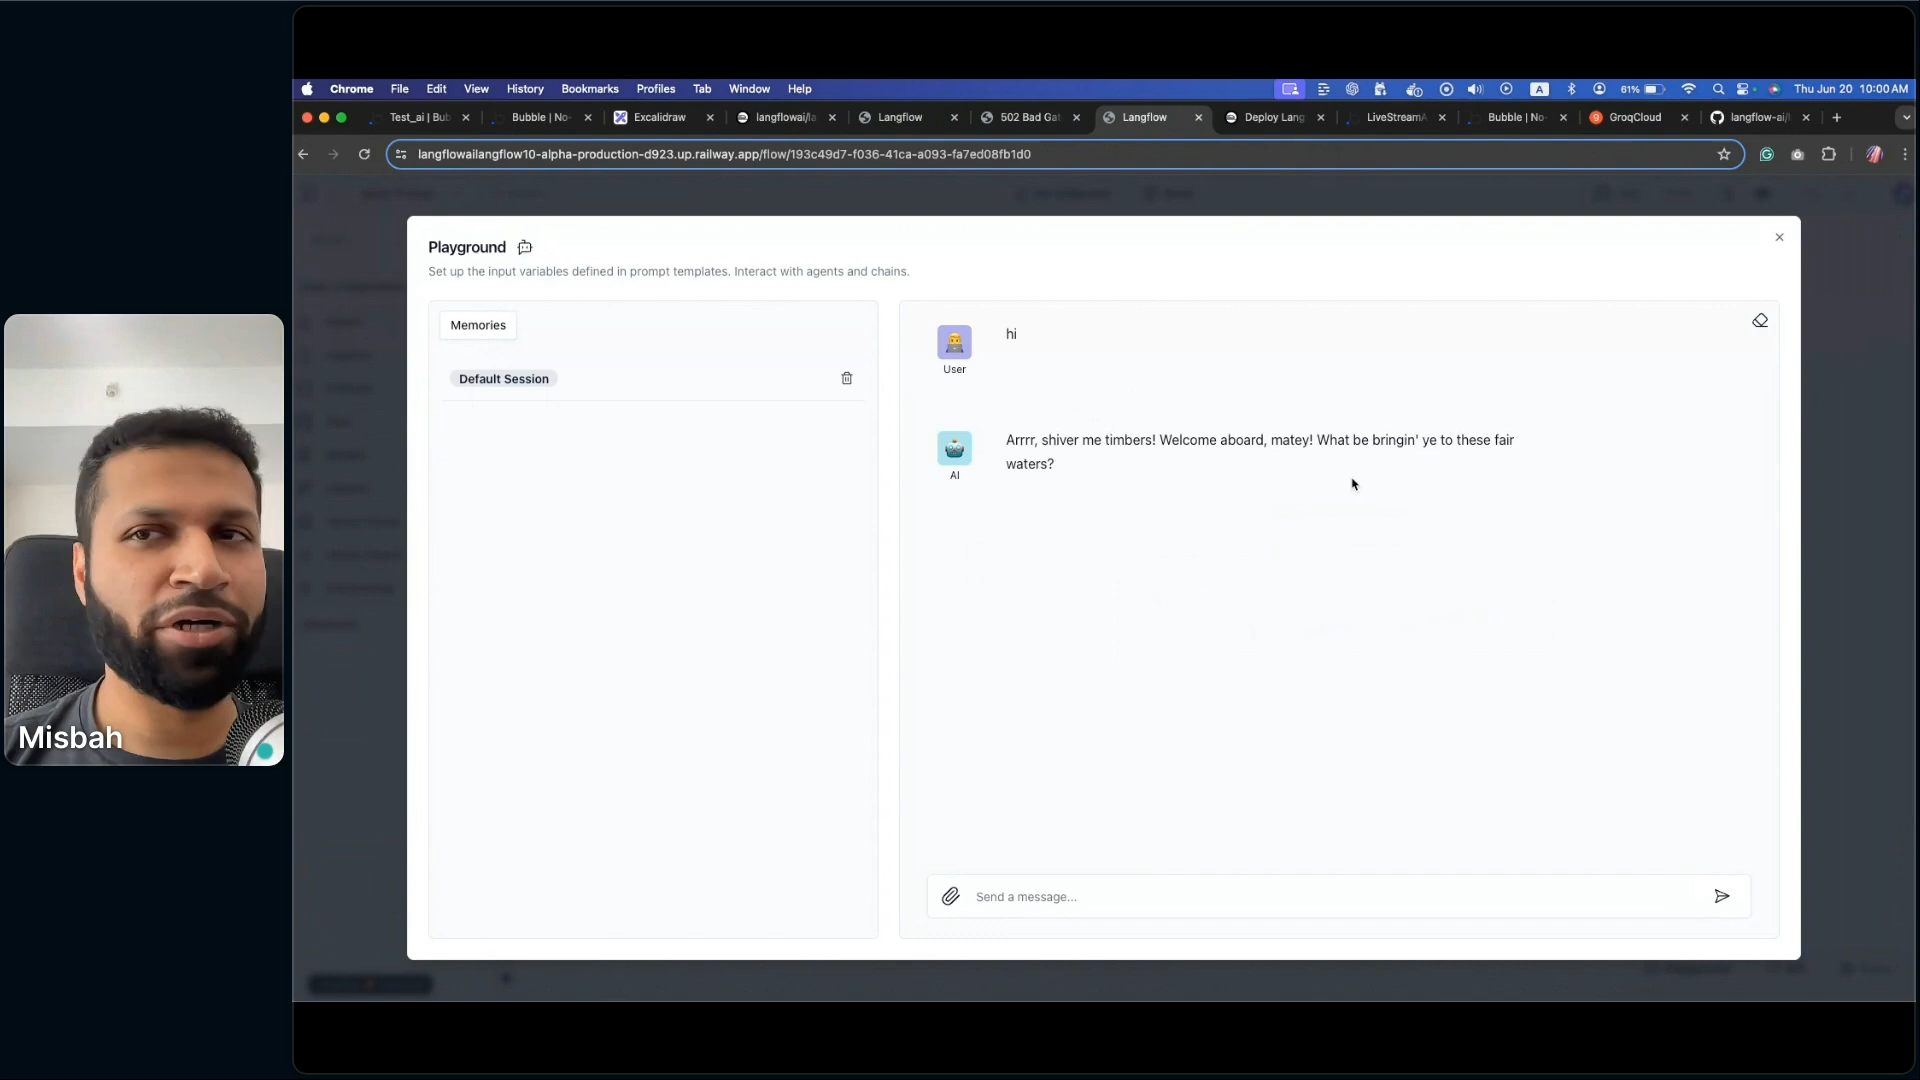 Chrome File Edit View History Bookmarks Profiles Tab Window Help A 61% Thu Jun 20 10:00 AM
Test_ai | Bub Bubble | No- Excalidraw langflowai/la Langflow 502 Bad Gat Langflow Deploy Lang LiveStreamA Bubble | No- GroqCloud langflow-ai/l
langflowailangflow10-alpha-production-d923.up.railway.app/flow/193c49d7-f036-41ca-a093-fa7ed08fb1d0
Playground
Set up the input variables defined in prompt templates. Interact with agents and chains.
Memories
Default Session
hi
User
Arrrr, shiver me timbers! Welcome aboard, matey! What be bringin' ye to these fair
waters?
AI
Send a message...
Misbah